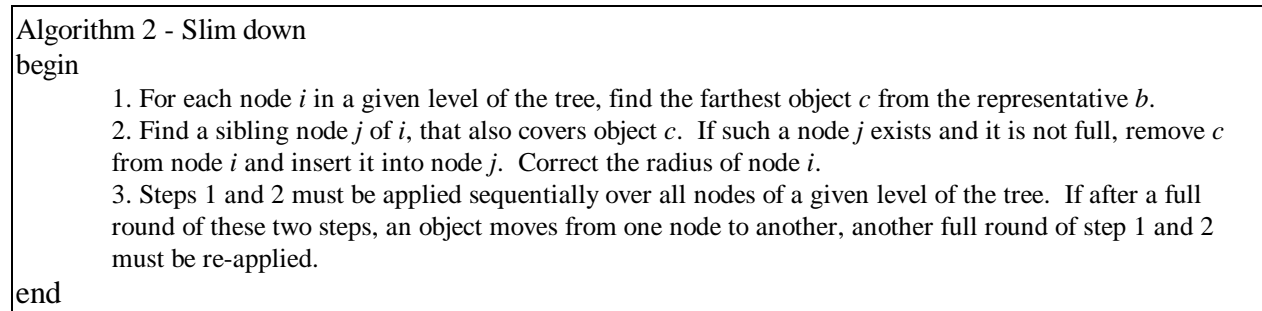 Algorithm 2 - Slim down
begin
1. For each node i in a given level of the tree, find the farthest object c from the representative b.
2. Find a sibling node j of i, that also covers object c. If such a node j exists and it is not full, remove c
from node i and insert it into node j. Correct the radius of node i.
3. Steps 1 and 2 must be applied sequentially over all nodes of a given level of the tree. If after a full
round of these two steps, an object moves from one node to another, another full round of step 1 and 2
must be re-applied.
end